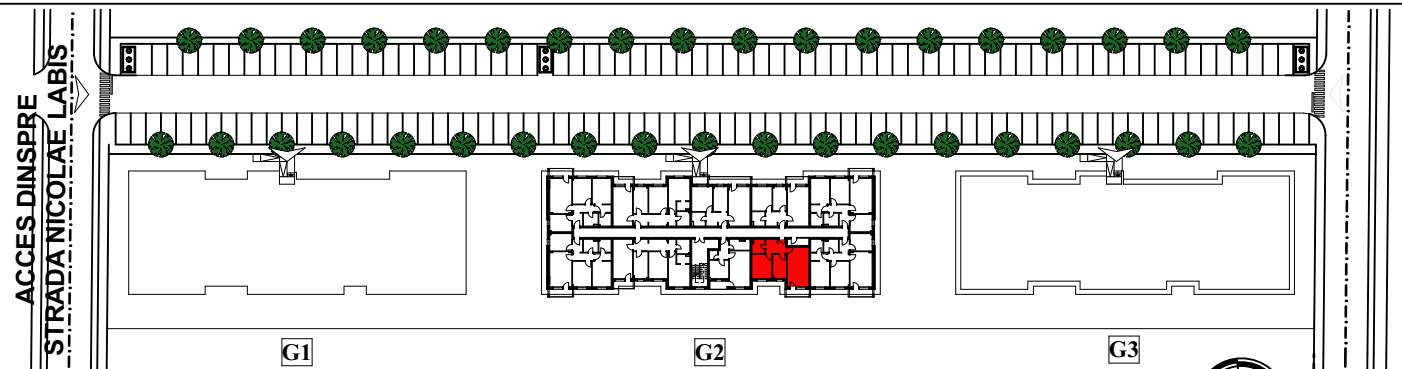 ACCES DINSPRE
STRADA NICOLAE LABIS
G1
G2
G3